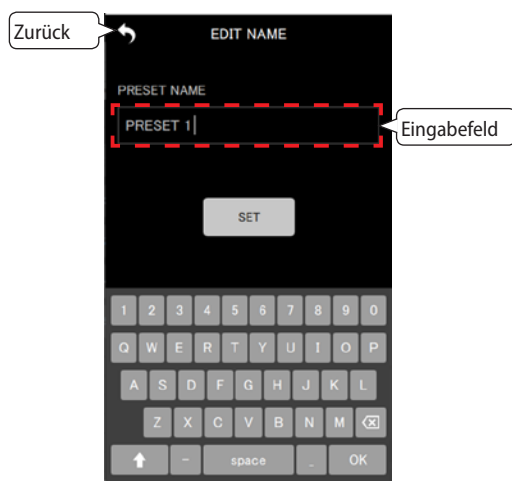 Zurück
EDIT NAME
PRESET NAME
PRESET 1
Eingabefeld
SET
1 2 3 4 5 6 7 8 9 0
Q W E R T Y U I O P
A S D F G H J K L
Z X C V B N M
- space _ OK